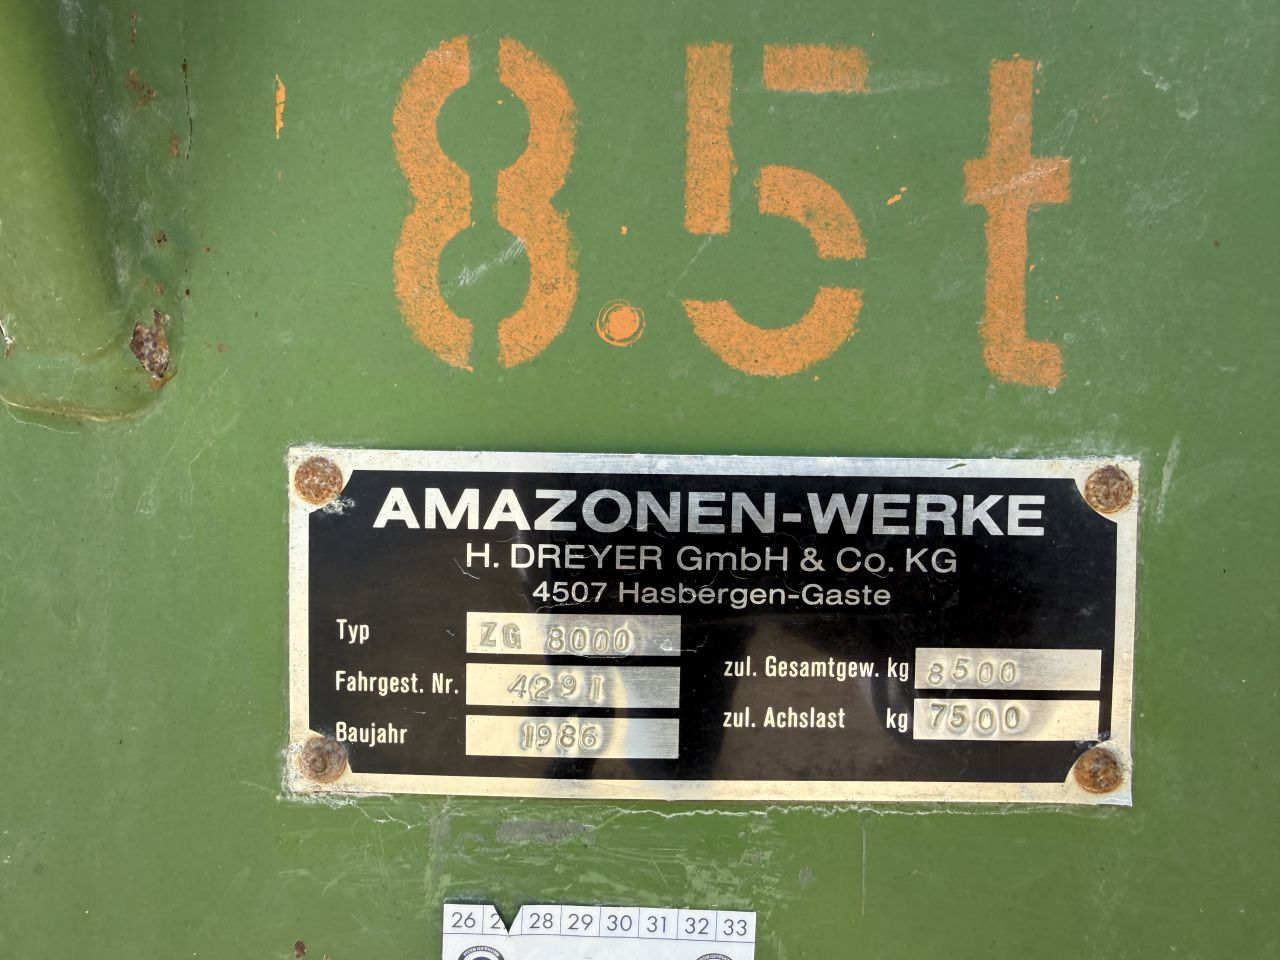 8.5t
AMAZONEN-WERKE
H. DREYER GmbH & Co. KG
4507 Hasbergen-Gaste
Typ ZG 8000
Fahrgest. Nr. 4291
Baujahr 1986
zul. Gesamtgew. kg 8500
zul. Achslast kg 7500
26 2 28 29 30 31 32 33